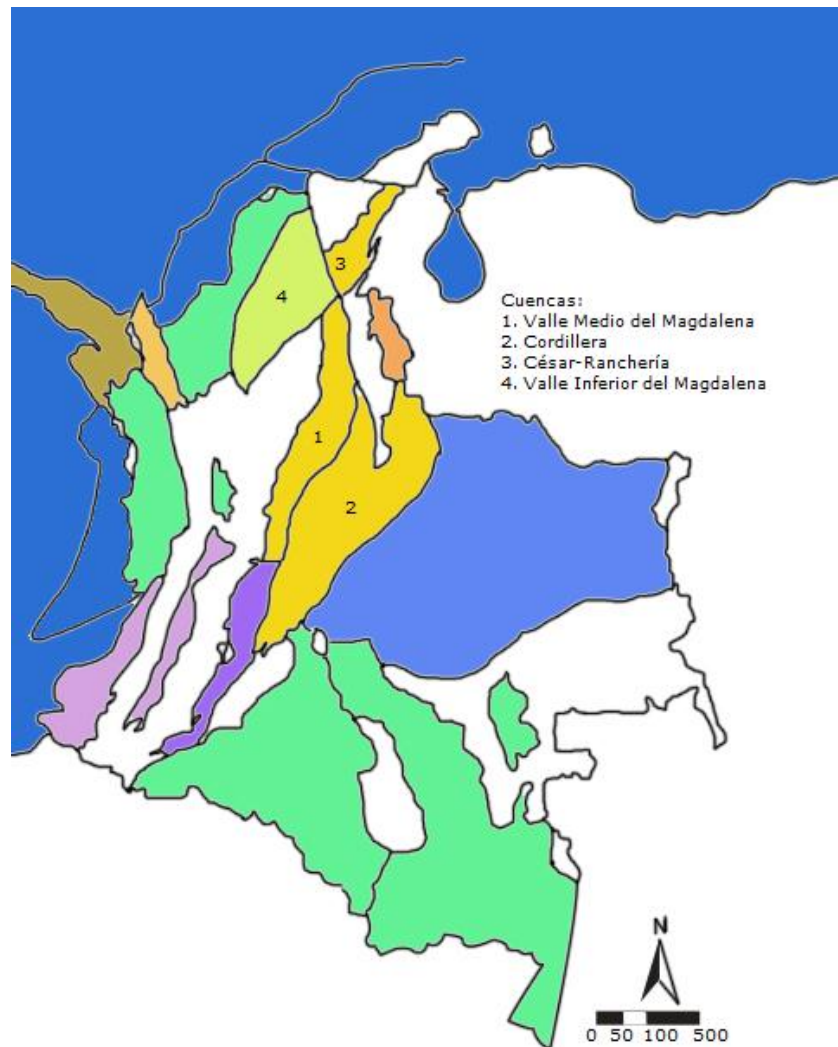 3
4
Cuencas:
1. Valle Medio del Magdalena
2. Cordillera
3. César-Ranchería
4. Valle Inferior del Magdalena
1
2
N
0 50 100 500